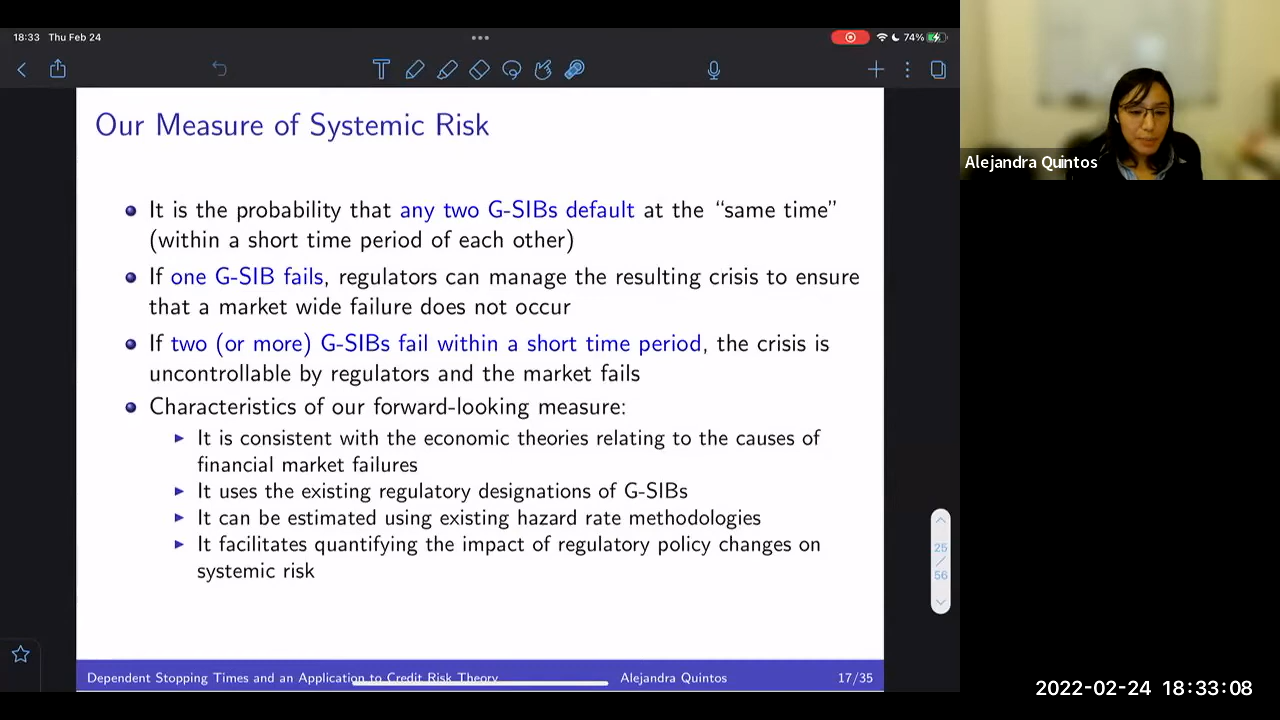 18:33 Thu Feb 24
74%
Our Measure of Systemic Risk
It is the probability that any two G-SIBs default at the “same time”
(within a short time period of each other)
If one G-SIB fails, regulators can manage the resulting crisis to ensure
that a market wide failure does not occur
If two (or more) G-SIBs fail within a short time period, the crisis is
uncontrollable by regulators and the market fails
Characteristics of our forward-looking measure:
It is consistent with the economic theories relating to the causes of
financial market failures
It uses the existing regulatory designations of G-SIBs
It can be estimated using existing hazard rate methodologies
It facilitates quantifying the impact of regulatory policy changes on
systemic risk
25
/
56
Dependent Stopping Times and an Application to Credit Risk Theory
Alejandra Quintos
17/35
Alejandra Quintos
2022-02-24 18:33:08